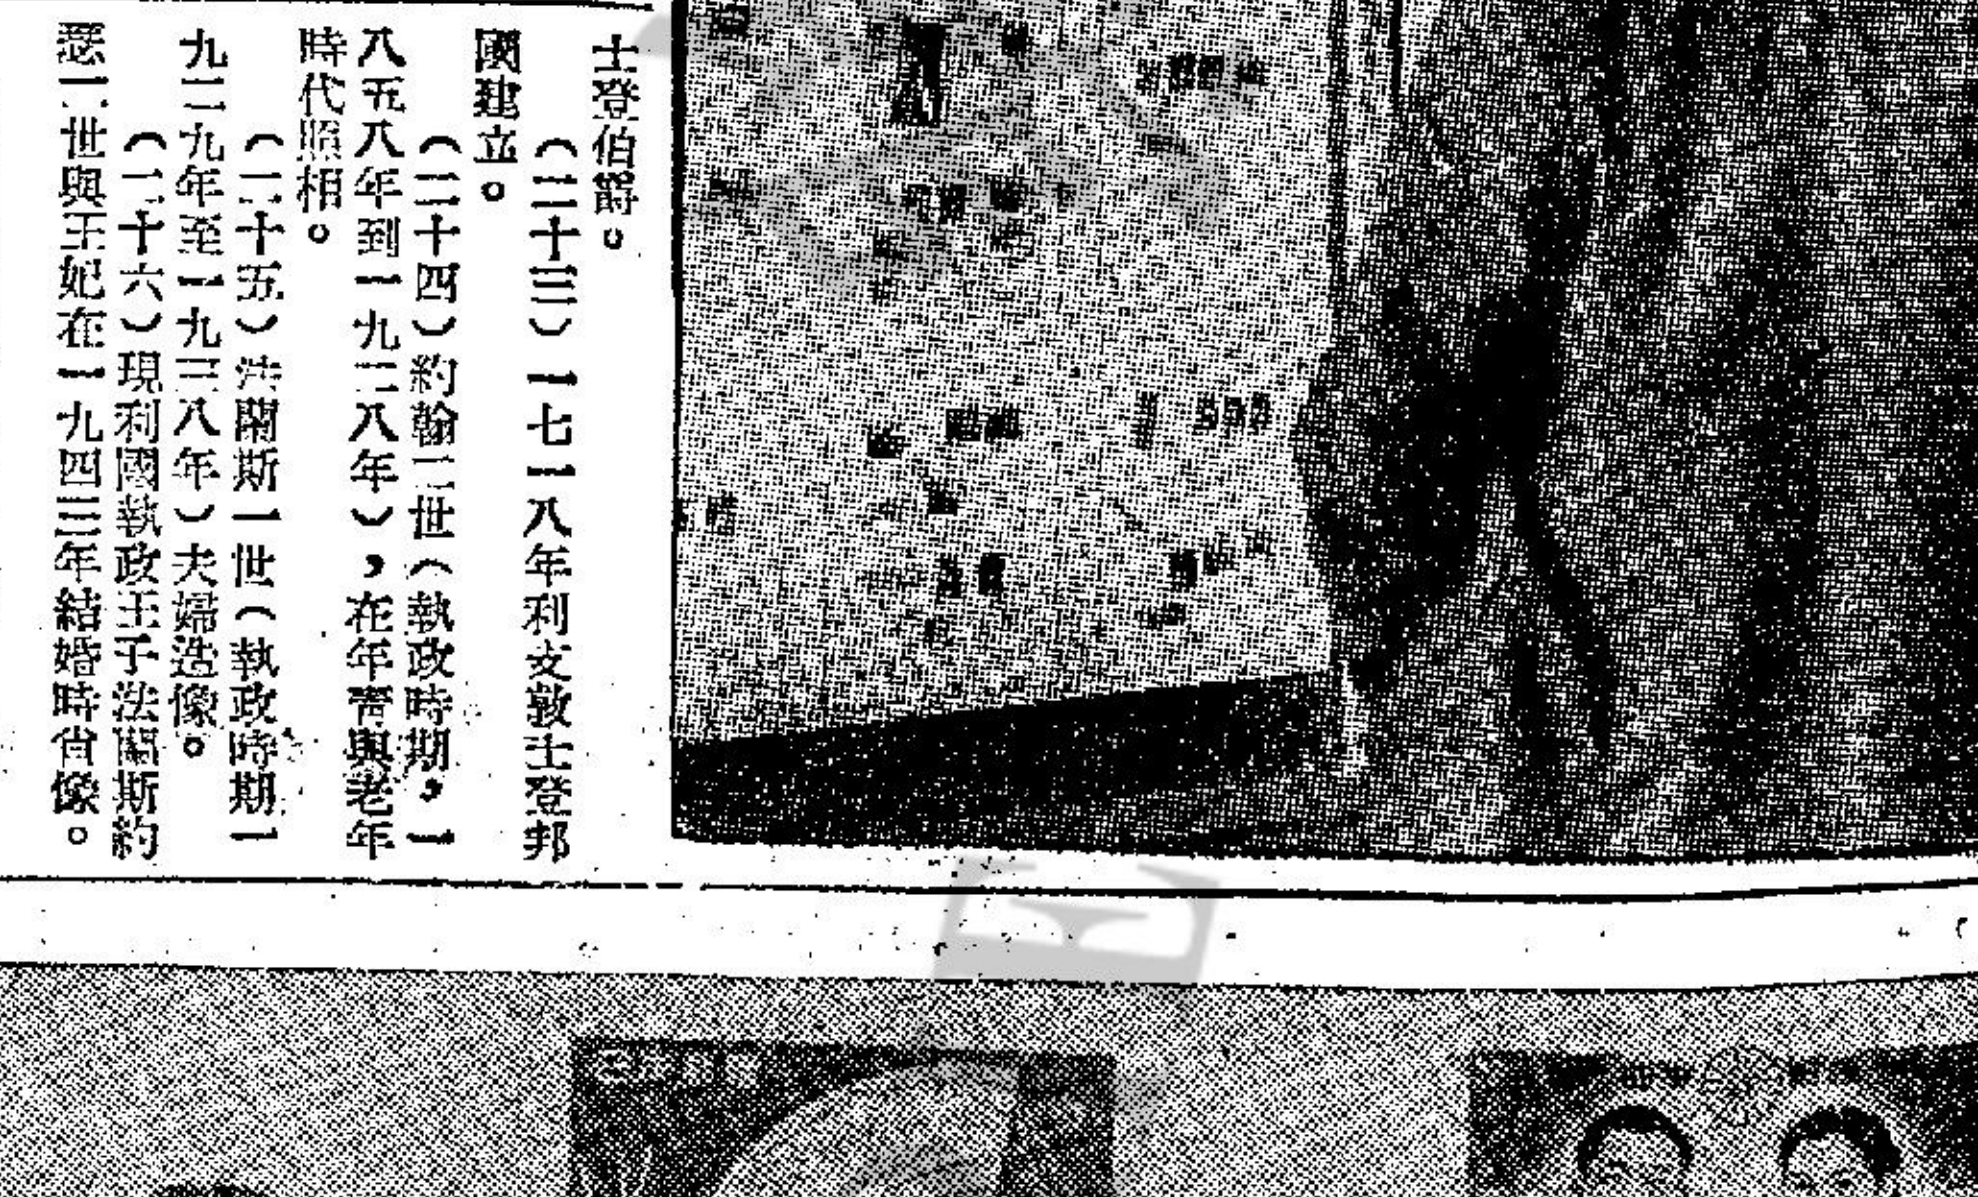 士登伯爵。
(二十三)一七一八年利支敦士登邦
國建立。
(二十四)約翰二世(執政時期,一
八五八年到一九二八年),在年青與老年
時代照相。
(二十五)法蘭斯一世(執政時期一
九二九年至一九三八年)夫婦造像。
(二十六)現利國執政王子法蘭斯約
瑟二世與王妃在一九四三年結婚時肖像。